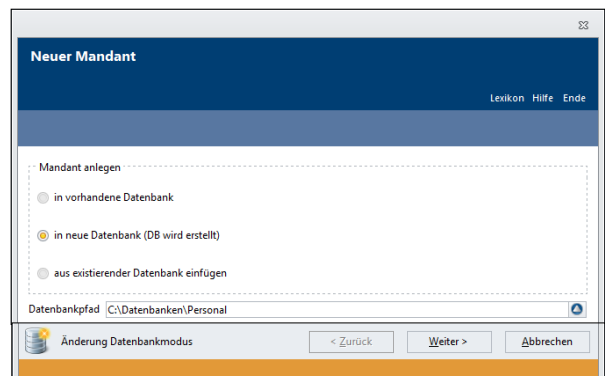 Neuer Mandant
Lexikon Hilfe Ende
Mandant anlegen
in vorhandene Datenbank
in neue Datenbank (DB wird erstellt)
aus existierender Datenbank einfügen
Datenbankpfad C:\Datenbanken\Personal
Änderung Datenbankmodus < Zurück Weiter > Abbrechen